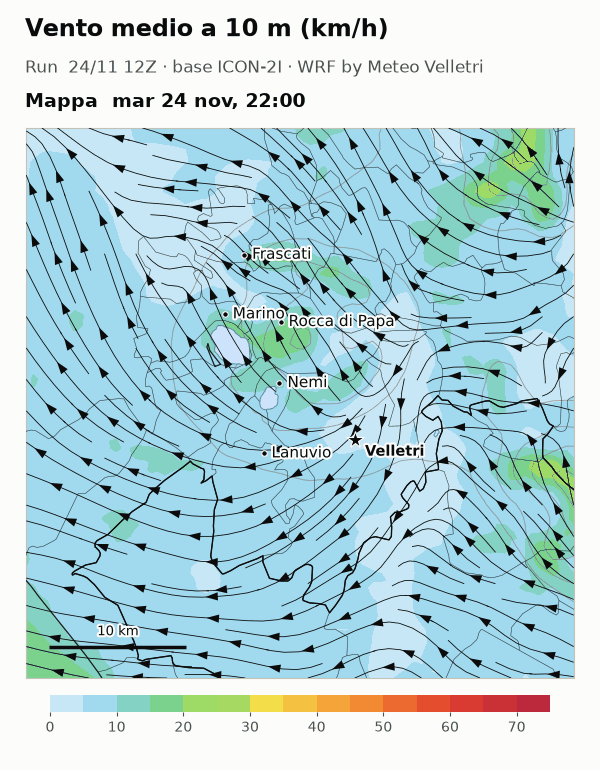 Vento medio a 10 m (km/h)
Run  24/11 12Z · base ICON-2I · WRF by Meteo Velletri
Mappa  mar 24 nov, 22:00
Frascati
Marino
Rocca di Papa
Nemi
Velletri
Lanuvio
10 km
0 10 20 30 40 50 60 70